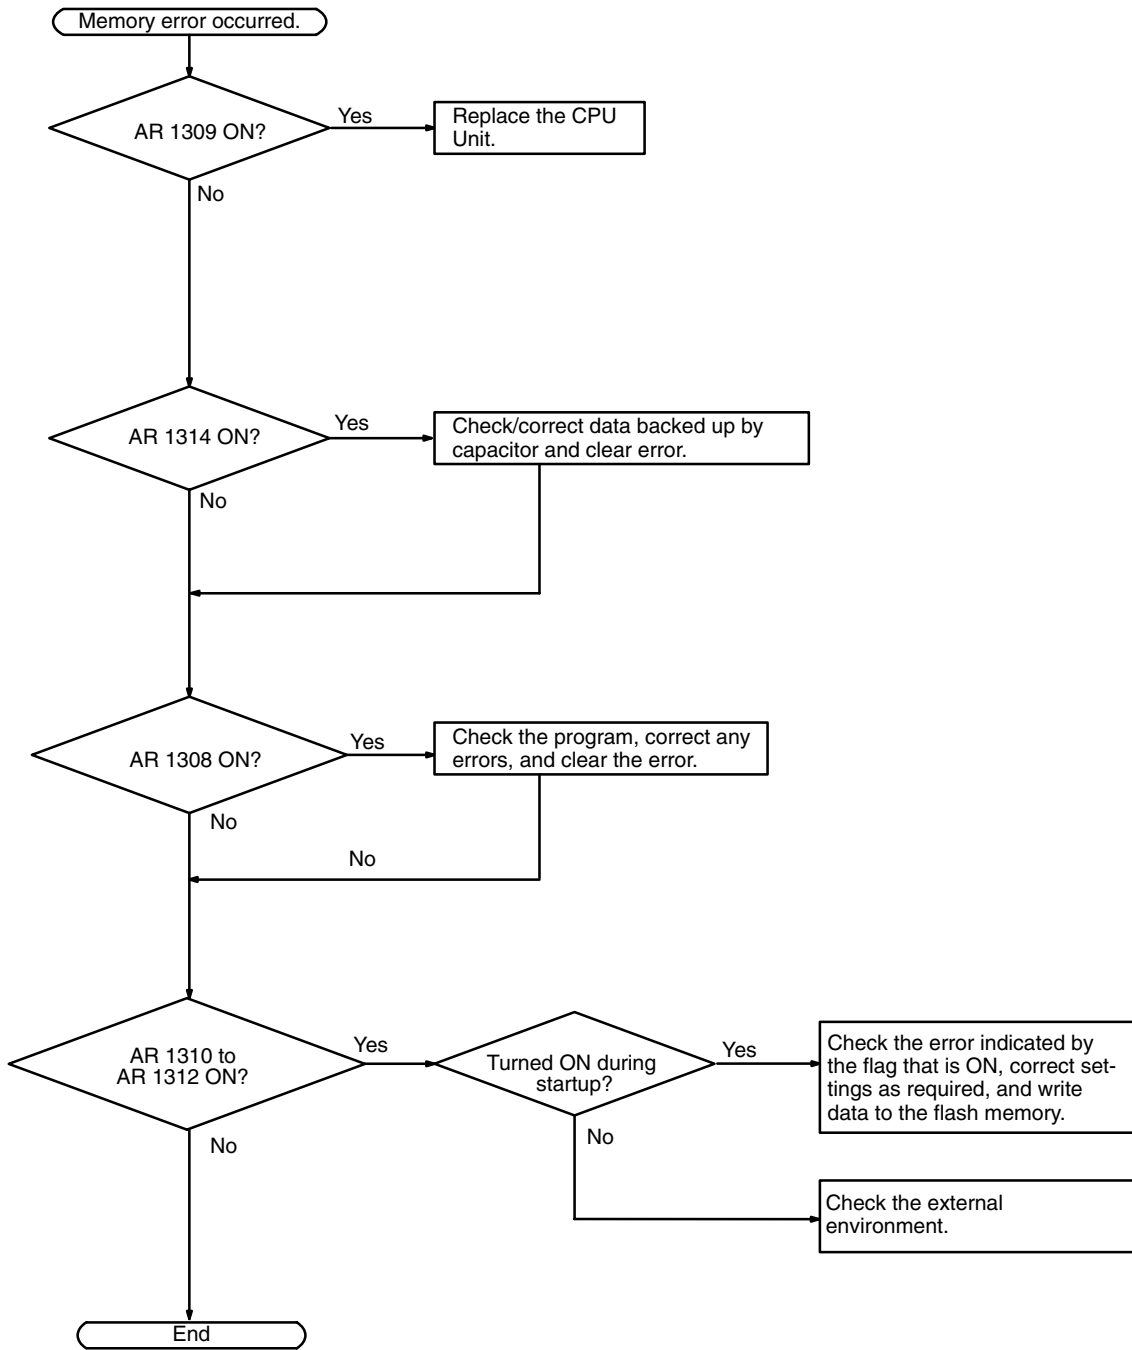 Memory error occurred.
AR 1309 ON?
Yes
Replace the CPU
Unit.
No
AR 1314 ON?
Yes
Check/correct data backed up by
capacitor and clear error.
No
AR 1308 ON?
Yes
Check the program, correct any
errors, and clear the error.
No
No
AR 1310 to
AR 1312 ON?
Yes
Turned ON during
startup?
Yes
Check the error indicated by
the flag that is ON, correct set-
tings as required, and write
data to the flash memory.
No
No
Check the external
environment.
End